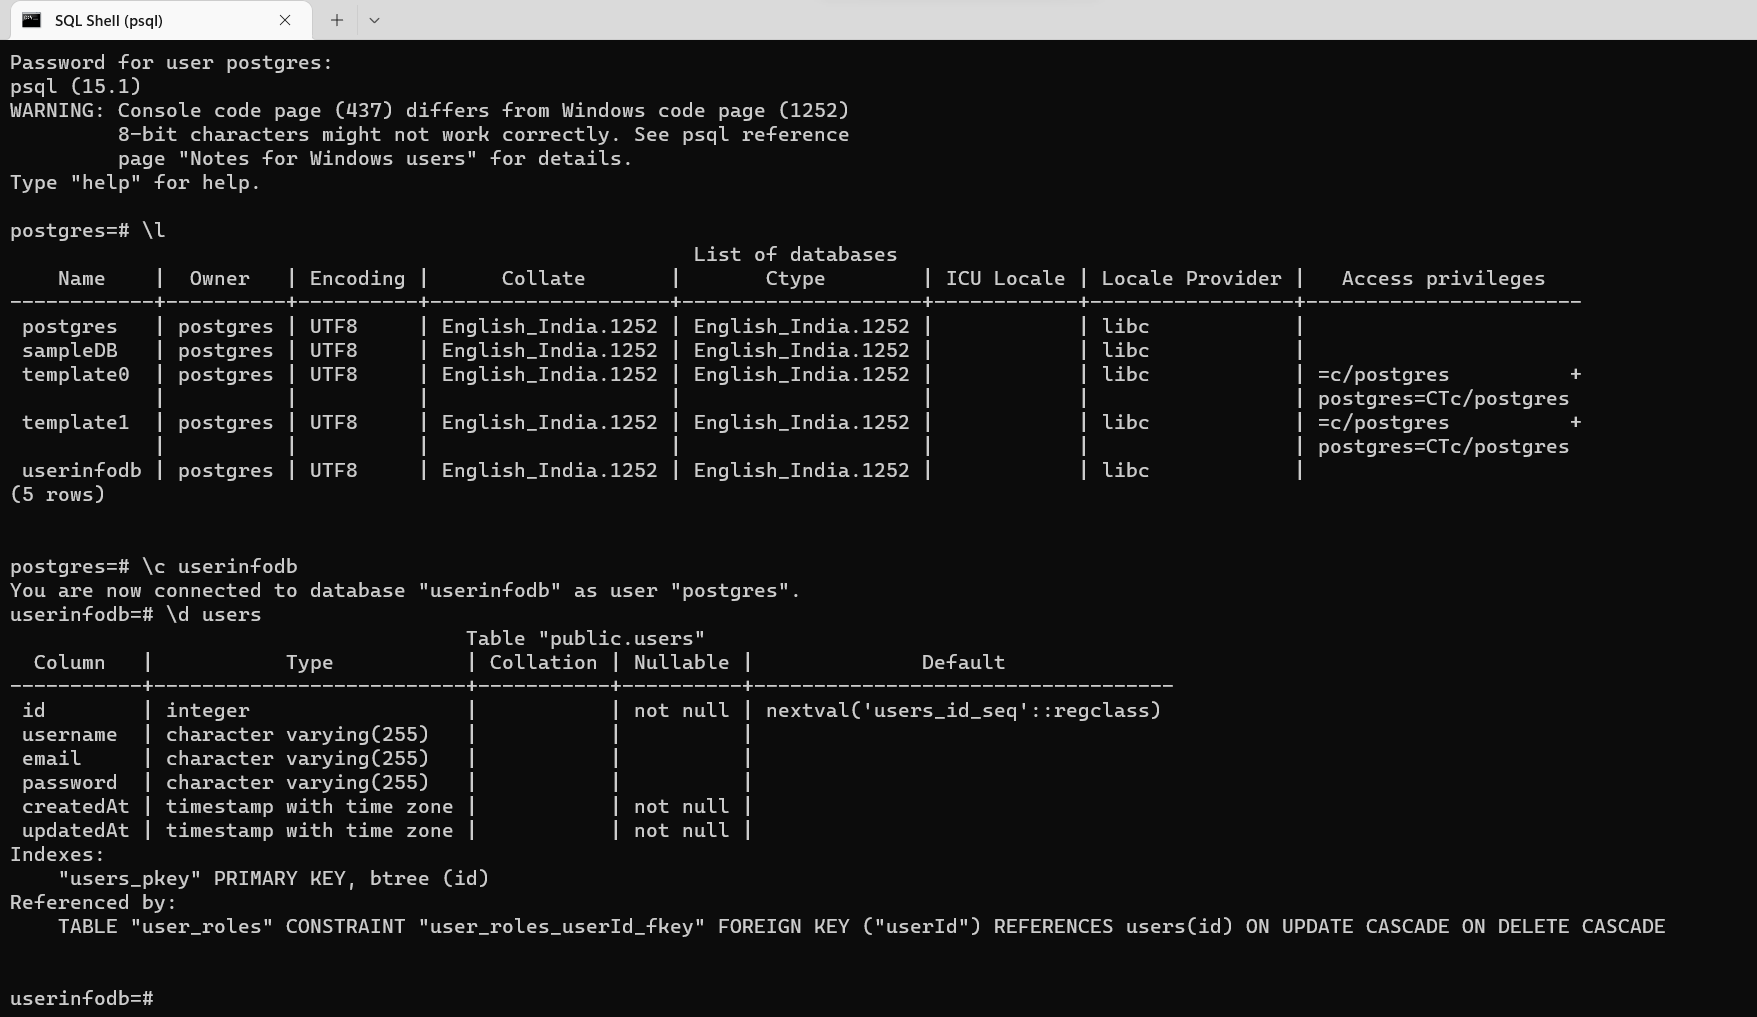 SQL Shell (psql)
Password for user postgres:
psql (15.1)
WARNING: Console code page (437) differs from Windows code page (1252)
         8-bit characters might not work correctly. See psql reference
         page "Notes for Windows users" for details.
Type "help" for help.

postgres=# \l
                                                         List of databases
    Name    |  Owner   | Encoding |      Collate       |       Ctype        | ICU Locale | Locale Provider |   Access privileges
------------+----------+----------+--------------------+--------------------+------------+-----------------+-----------------------
 postgres   | postgres | UTF8     | English_India.1252 | English_India.1252 |            | libc            |
 sampleDB   | postgres | UTF8     | English_India.1252 | English_India.1252 |            | libc            |
 template0  | postgres | UTF8     | English_India.1252 | English_India.1252 |            | libc            | =c/postgres          +
            |          |          |                    |                    |            |                 | postgres=CTc/postgres
 template1  | postgres | UTF8     | English_India.1252 | English_India.1252 |            | libc            | =c/postgres          +
            |          |          |                    |                    |            |                 | postgres=CTc/postgres
 userinfodb | postgres | UTF8     | English_India.1252 | English_India.1252 |            | libc            |
(5 rows)

postgres=# \c userinfodb
You are now connected to database "userinfodb" as user "postgres".
userinfodb=# \d users
                                      Table "public.users"
  Column   |           Type           | Collation | Nullable |              Default
-----------+--------------------------+-----------+----------+-----------------------------------
 id        | integer                  |           | not null | nextval('users_id_seq'::regclass)
 username  | character varying(255)   |           |          |
 email     | character varying(255)   |           |          |
 password  | character varying(255)   |           |          |
 createdAt | timestamp with time zone |           | not null |
 updatedAt | timestamp with time zone |           | not null |
Indexes:
    "users_pkey" PRIMARY KEY, btree (id)
Referenced by:
    TABLE "user_roles" CONSTRAINT "user_roles_userId_fkey" FOREIGN KEY ("userId") REFERENCES users(id) ON UPDATE CASCADE ON DELETE CASCADE

userinfodb=#